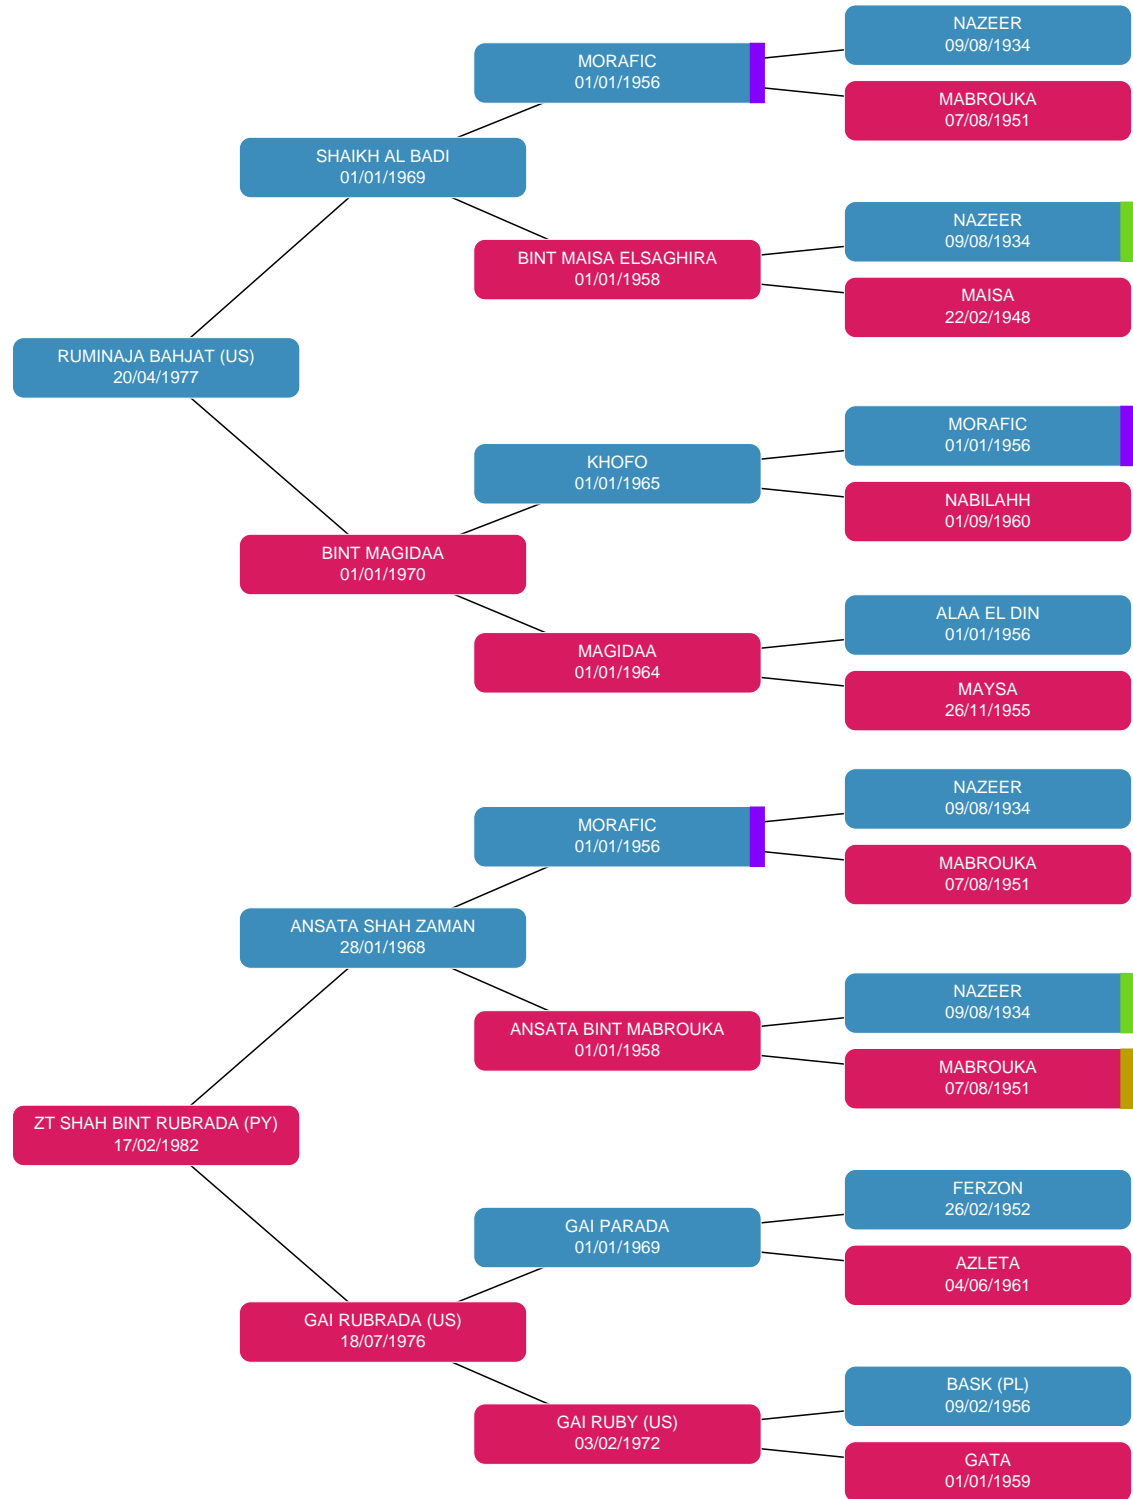 NAZEER
09/08/1934
MORAFIC
01/01/1956
MABROUKA
07/08/1951
SHAIKH AL BADI
01/01/1969
NAZEER
09/08/1934
BINT MAISA ELSAGHIRA
01/01/1958
MAISA
22/02/1948
RUMINAJA BAHJAT (US)
20/04/1977
MORAFIC
01/01/1956
KHOFO
01/01/1965
NABILAHH
01/09/1960
BINT MAGIDAA
01/01/1970
ALAA EL DIN
01/01/1956
MAGIDAA
01/01/1964
MAYSA
26/11/1955
NAZEER
09/08/1934
MORAFIC
01/01/1956
MABROUKA
07/08/1951
ANSATA SHAH ZAMAN
28/01/1968
NAZEER
09/08/1934
ANSATA BINT MABROUKA
01/01/1958
MABROUKA
07/08/1951
ZT SHAH BINT RUBRADA (PY)
17/02/1982
FERZON
26/02/1952
GAI PARADA
01/01/1969
AZLETA
04/06/1961
GAI RUBRADA (US)
18/07/1976
BASK (PL)
09/02/1956
GAI RUBY (US)
03/02/1972
GATA
01/01/1959